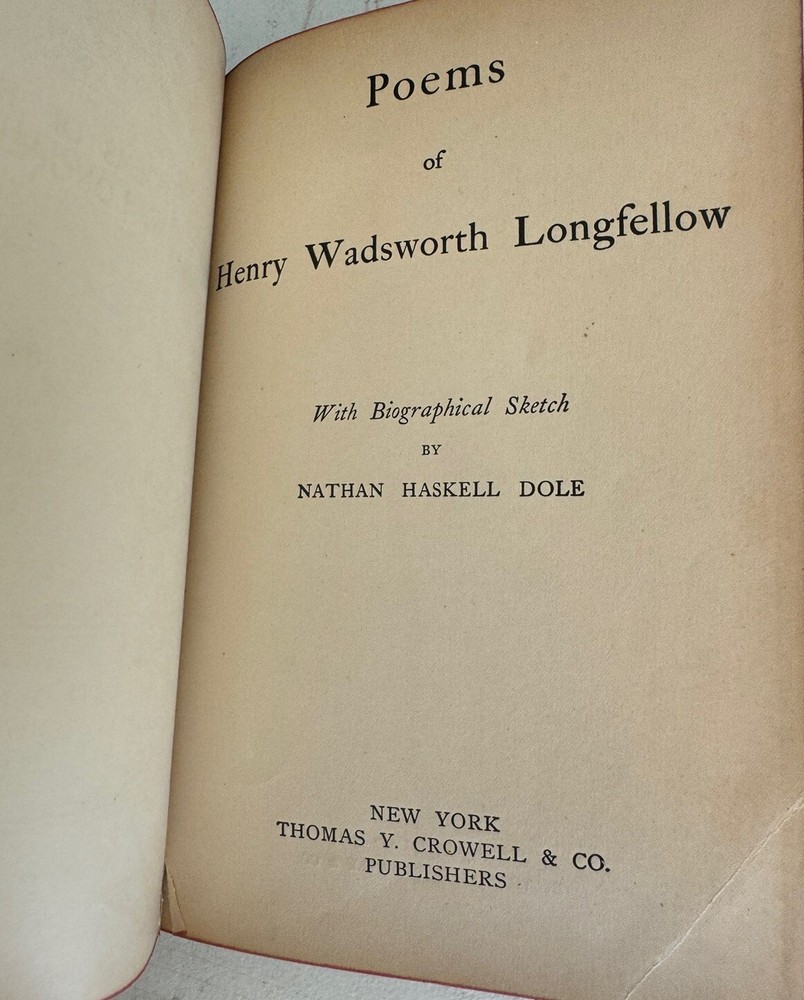 Poems
of
Henry Wadsworth Longfellow
With Biographical Sketch
BY
NATHAN HASKELL DOLE
NEW YORK
THOMAS Y. CROWELL & CO.
PUBLISHERS